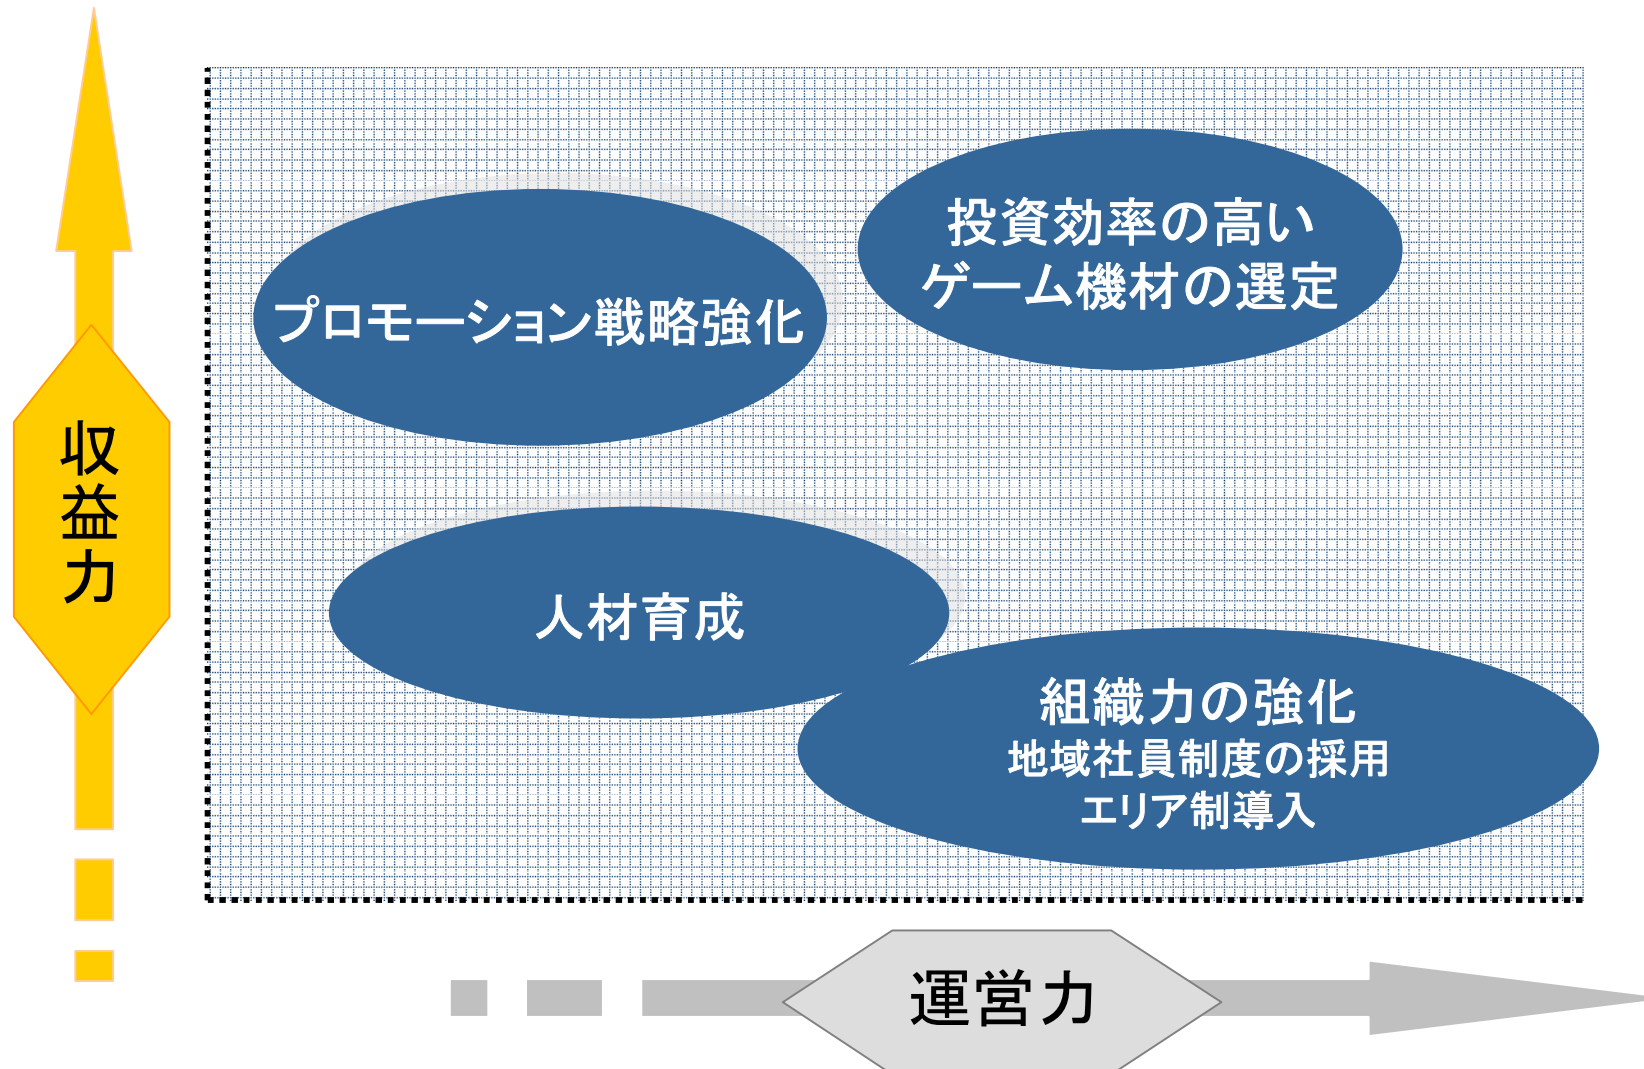 投資効率の高い
ゲーム機材の選定
プロモーション戦略強化
収益力
人材育成
組織力の強化
地域社員制度の採用
エリア制導入
運営力